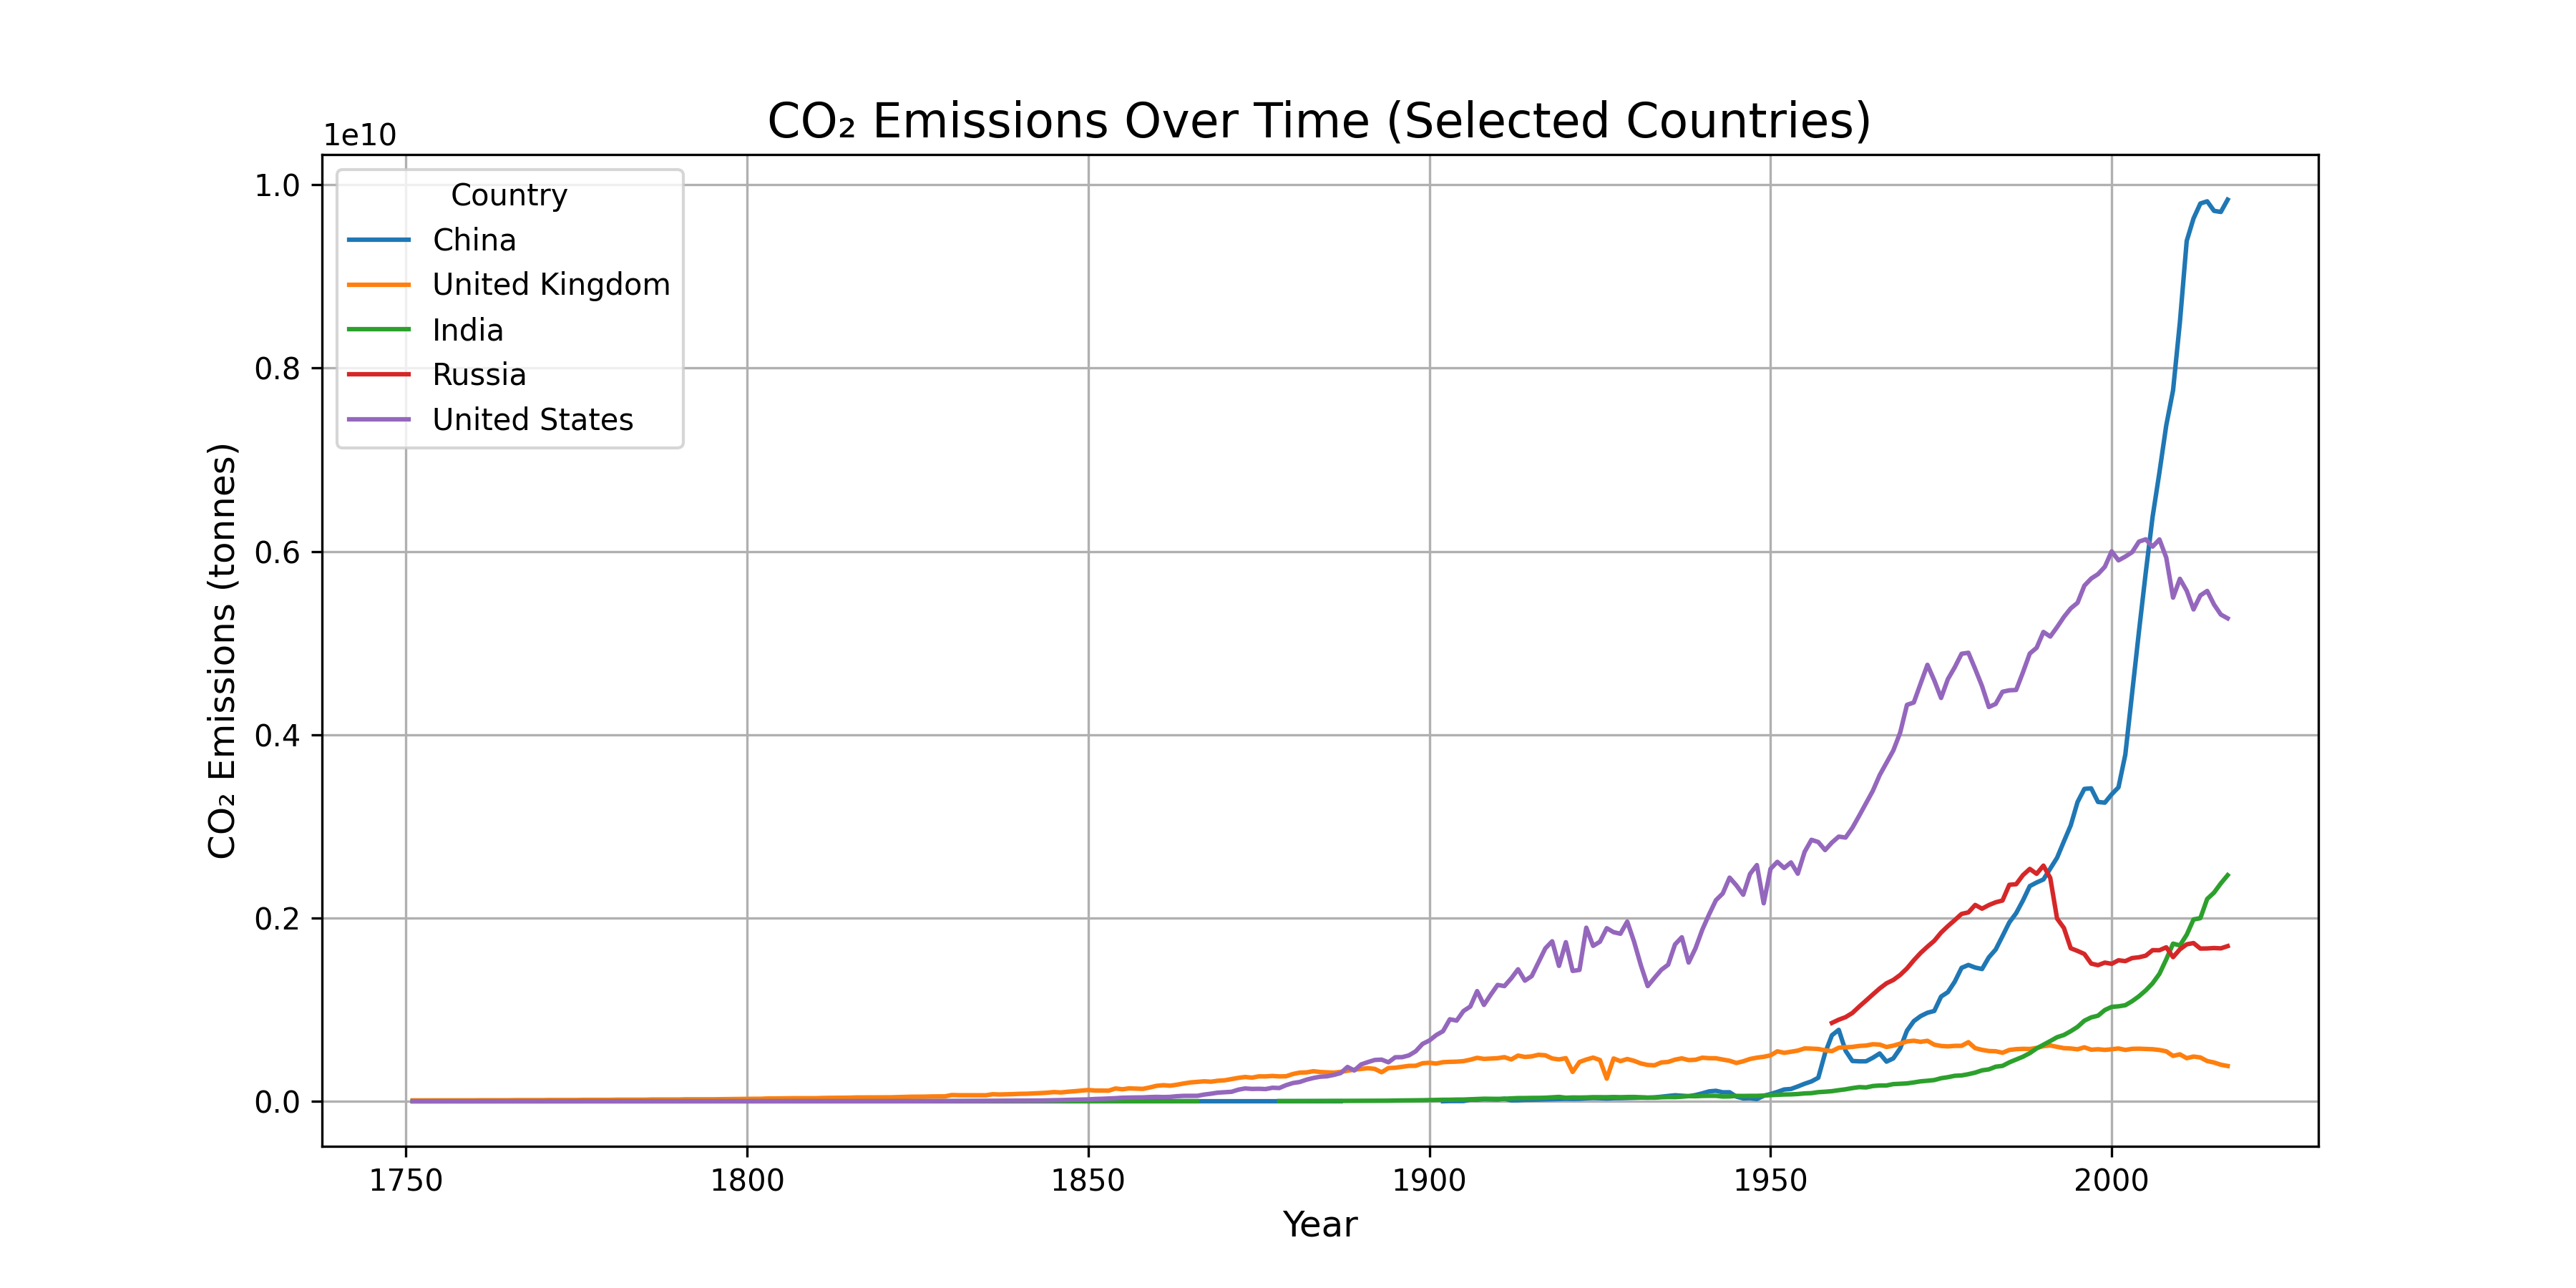 CO₂ Emissions Over Time (Selected Countries)
1e10
Country
China
United Kingdom
India
Russia
United States
1.0
0.8
0.6
0.4
0.2
0.0
CO₂ Emissions (tonnes)
1750 1800 1850 1900 1950 2000
Year